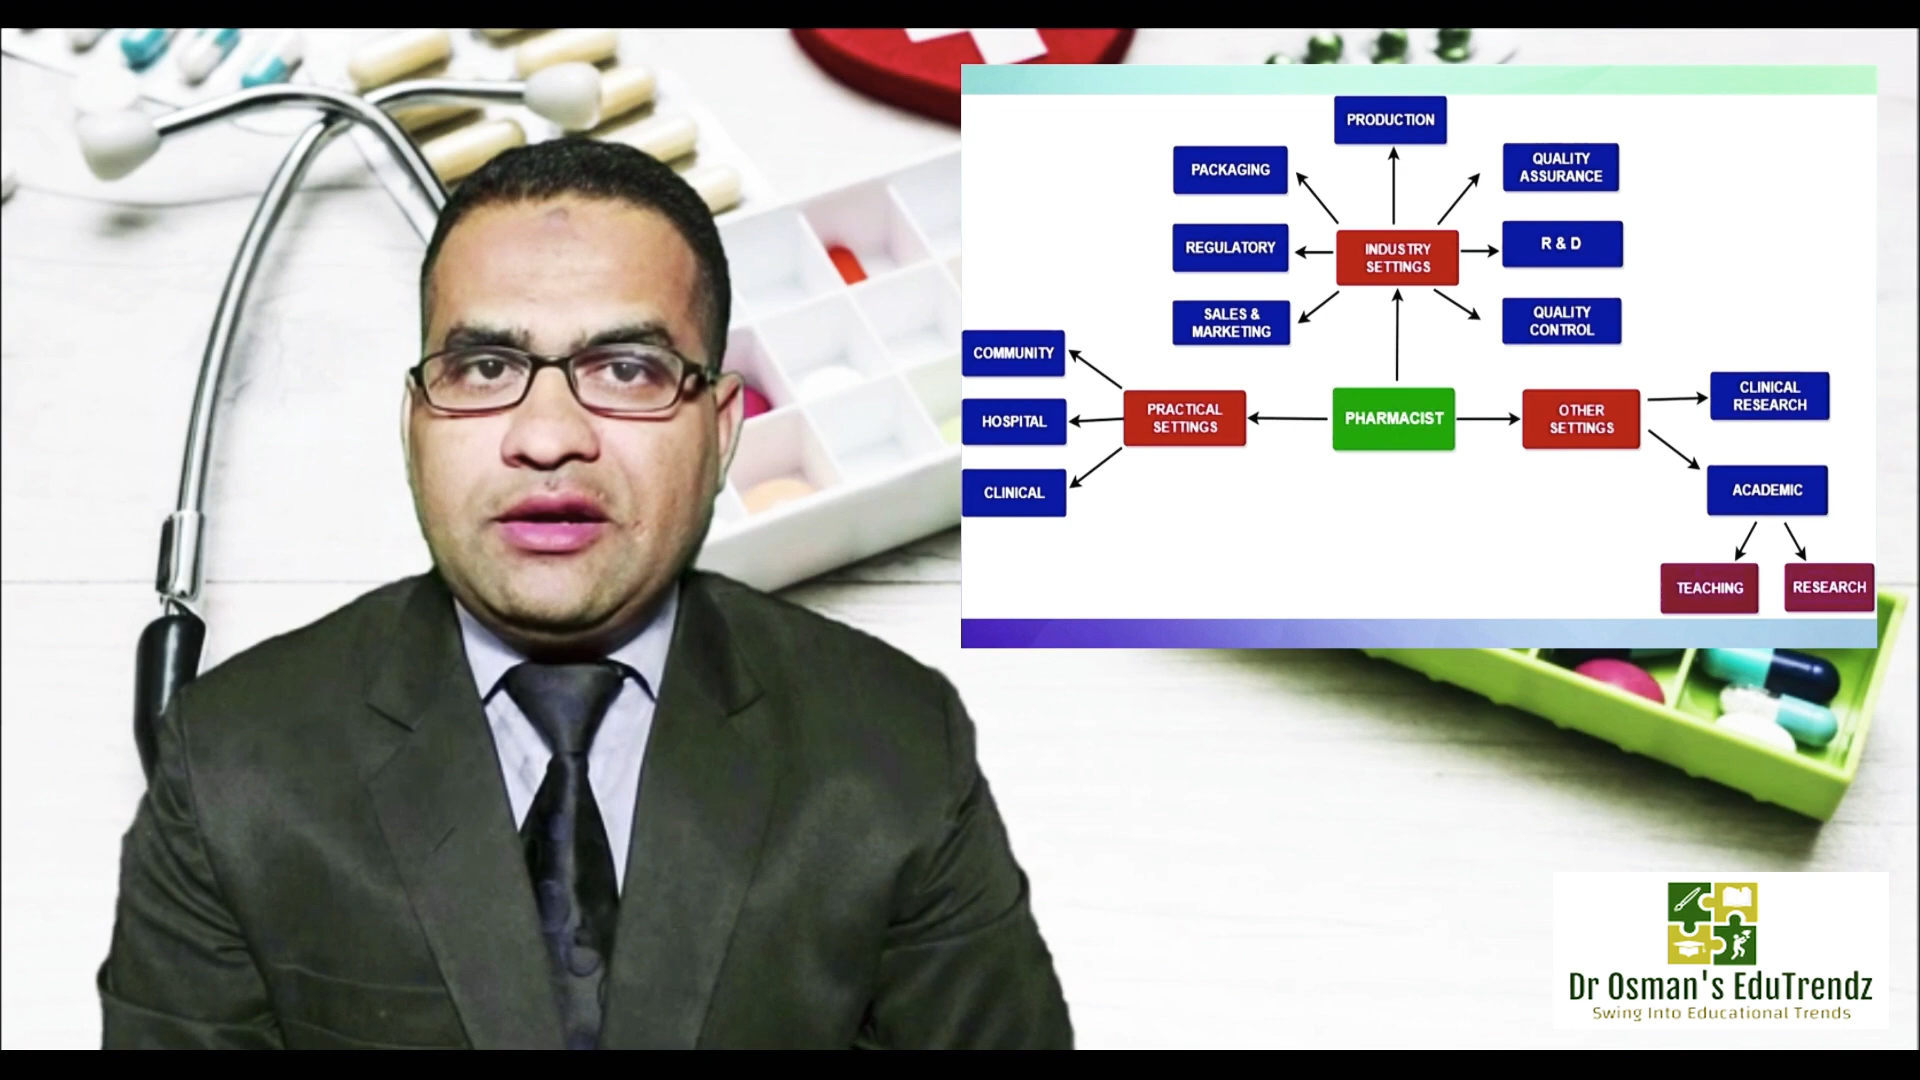 PRODUCTION
PACKAGING
QUALITY
ASSURANCE
REGULATORY
INDUSTRY
SETTINGS
R & D
SALES &
MARKETING
QUALITY
CONTROL
COMMUNITY
HOSPITAL
CLINICAL
PRACTICAL
SETTINGS
PHARMACIST
OTHER
SETTINGS
CLINICAL
RESEARCH
ACADEMIC
TEACHING
RESEARCH
Dr Osman's EduTrendz
Swing Into Educational Trends